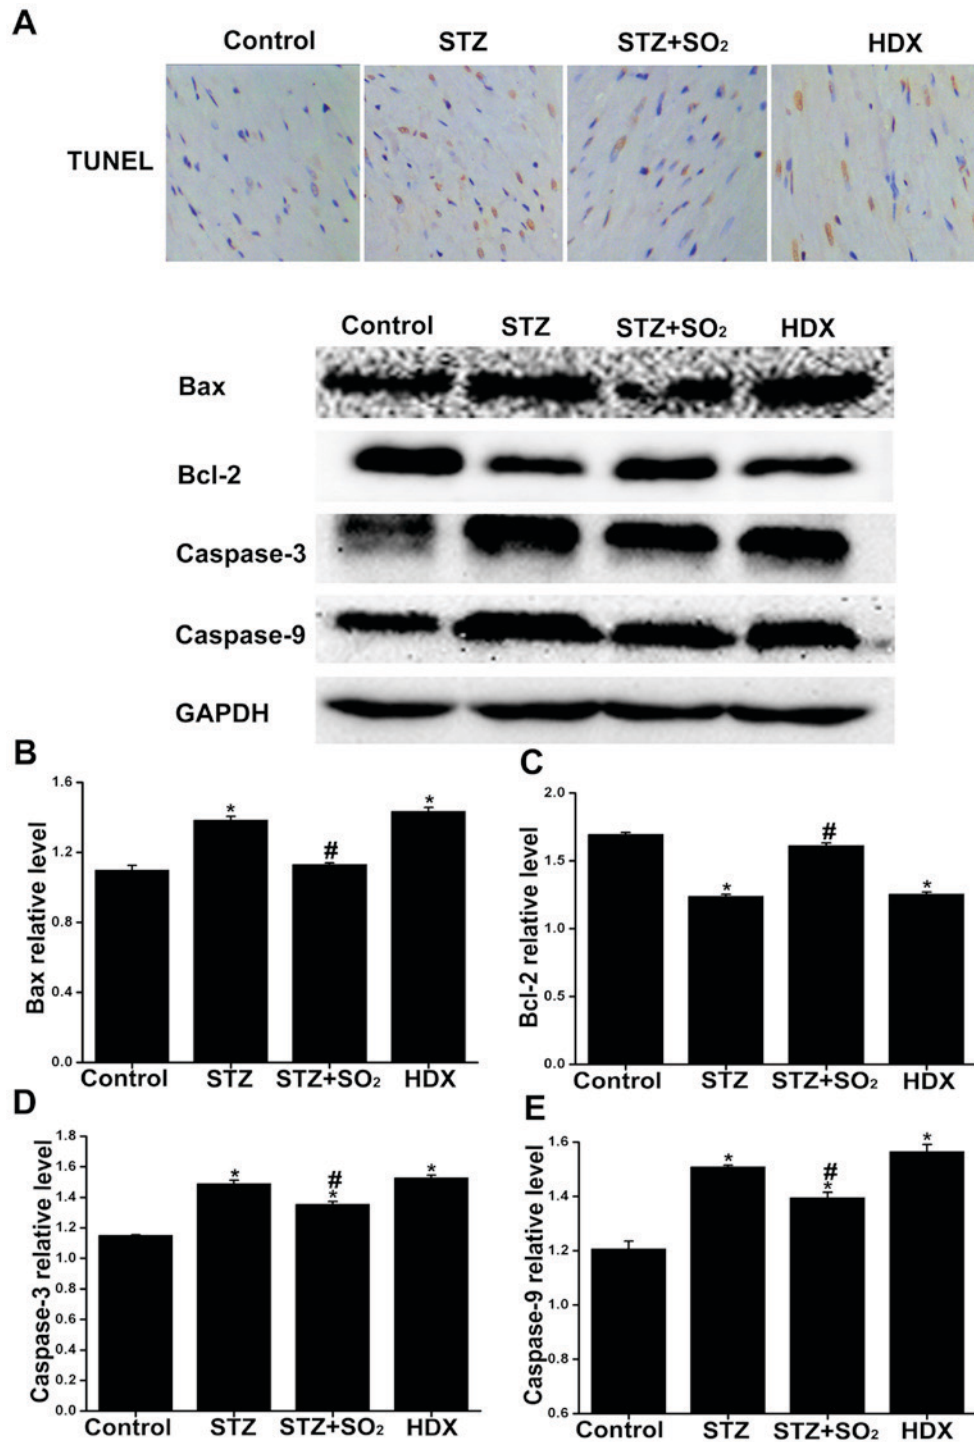 A
Control STZ STZ+SO₂ HDX
TUNEL
Control STZ STZ+SO₂ HDX
Bax
Bcl-2
Caspase-3
Caspase-9
GAPDH
B
Bax relative level
1.6
1.2
0.8
0.4
0.0
* # *
Control STZ STZ+SO₂ HDX
C
Bcl-2 relative level
2.0
1.5
1.0
0.5
0.0
* # *
Control STZ STZ+SO₂ HDX
D
Caspase-3 relative level
1.8
1.6
1.4
1.2
1.0
0.8
0.6
0.4
0.2
0.0
* # * *
Control STZ STZ+SO₂ HDX
E
Caspase-9 relative level
1.6
1.4
1.2
1.0
0.8
0.6
* # * *
Control STZ STZ+SO₂ HDX